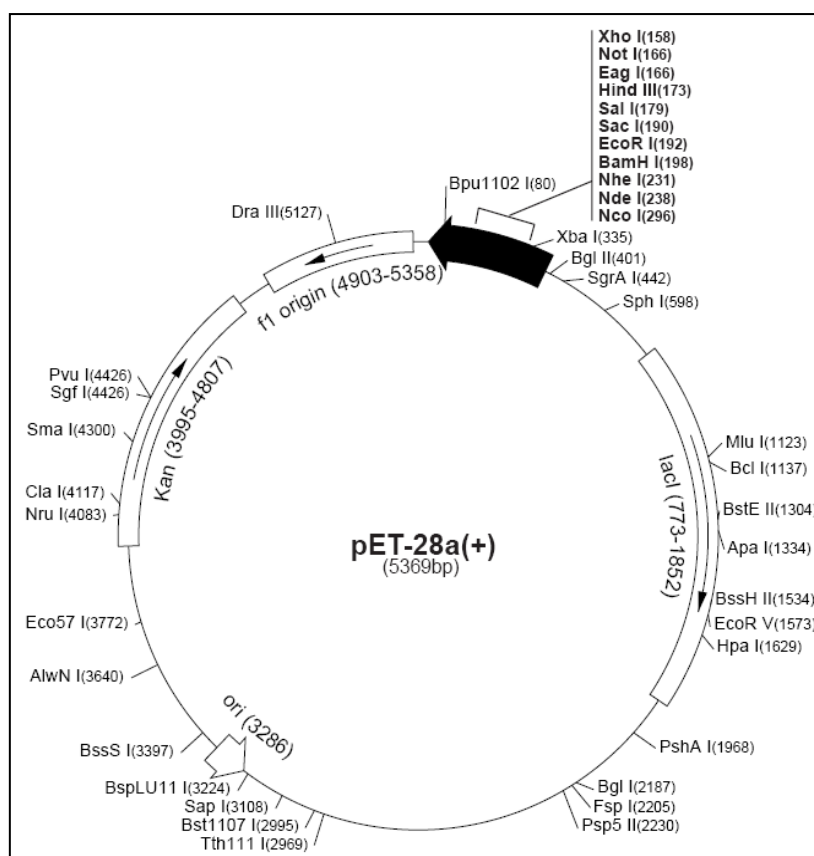 Xho I(158)
Not I(166)
Eag I(166)
Hind III(173)
Sal I(179)
Sac I(190)
EcoR I(192)
BamH I(198)
Nhe I(231)
Nde I(238)
Nco I(296)
Bpu1102 I(80)
Dra III(5127)
Xba I(335)
Bgl II(401)
SgrA I(442)
Sph I(598)
f1 origin (4903-5358)
Pvu I(4426)
Sgf I(4426)
Sma I(4300)
Kan (3995-4807)
Cla I(4117)
Nru I(4083)
Mlu I(1123)
Bcl I(1137)
lacI (773-1852)
BstE II(1304)
Apa I(1334)
pET-28a(+)
(5369bp)
BssH II(1534)
EcoR V(1573)
Hpa I(1629)
Eco57 I(3772)
AlwN I(3640)
ori (3286)
BssS I(3397)
PshA I(1968)
BspLU11 I(3224)
Sap I(3108)
Bst1107 I(2995)
Tth111 I(2969)
Bgl I(2187)
Fsp I(2205)
Psp5 II(2230)